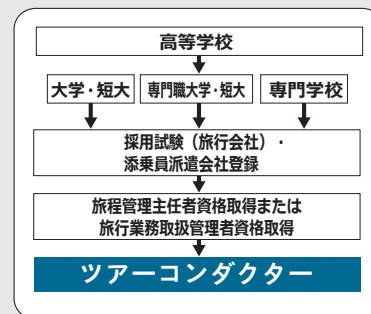 高等学校
大学・短大 専門職大学・短大 専門学校
採用試験（旅行会社）・
添乗員派遣会社登録
旅程管理主任者資格取得または
旅行業務取扱管理者資格取得
ツアーコンダクター